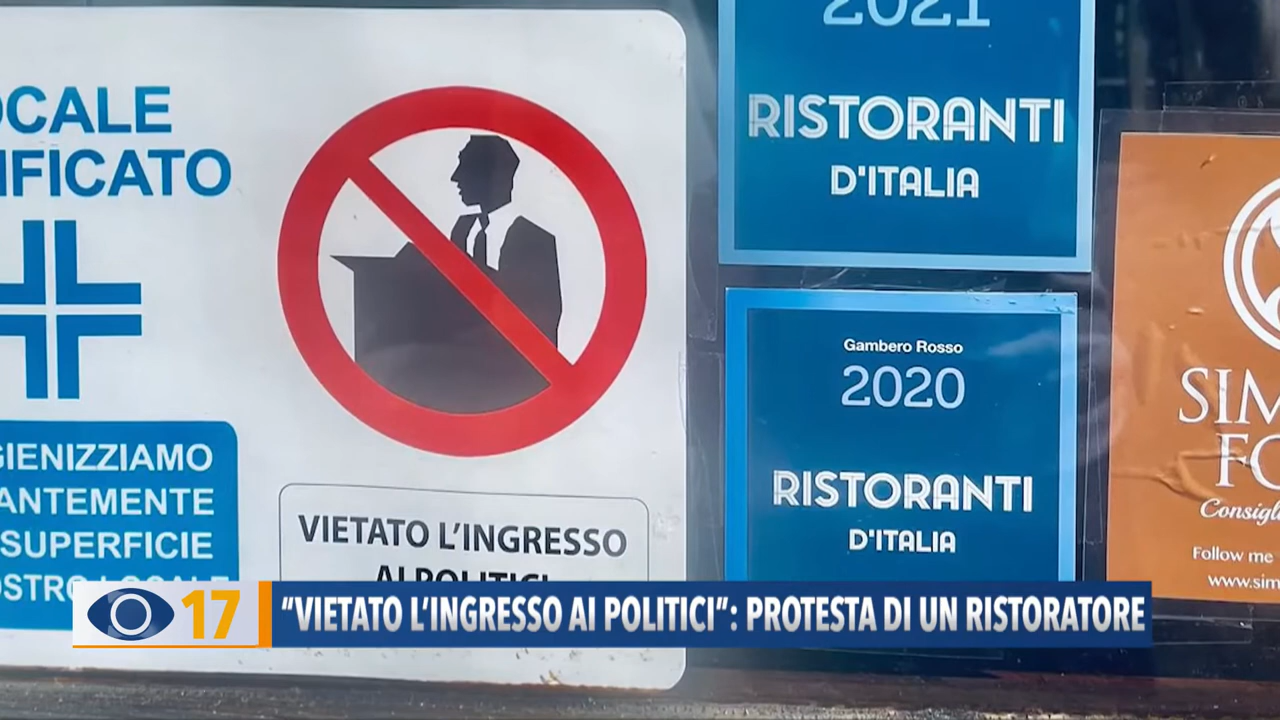 OCALE
IFICATO
GIENIZZIAMO
ANTEMENTE
SUPERFICIE
OSTRO LOCALE
VIETATO L'INGRESSO
AI POLITICI
2021
RISTORANTI
D'ITALIA
Gambero Rosso
2020
RISTORANTI
D'ITALIA
SIM
FO
Consigl
Follow me
www.sim
17
“VIETATO L'INGRESSO AI POLITICI”: PROTESTA DI UN RISTORATORE